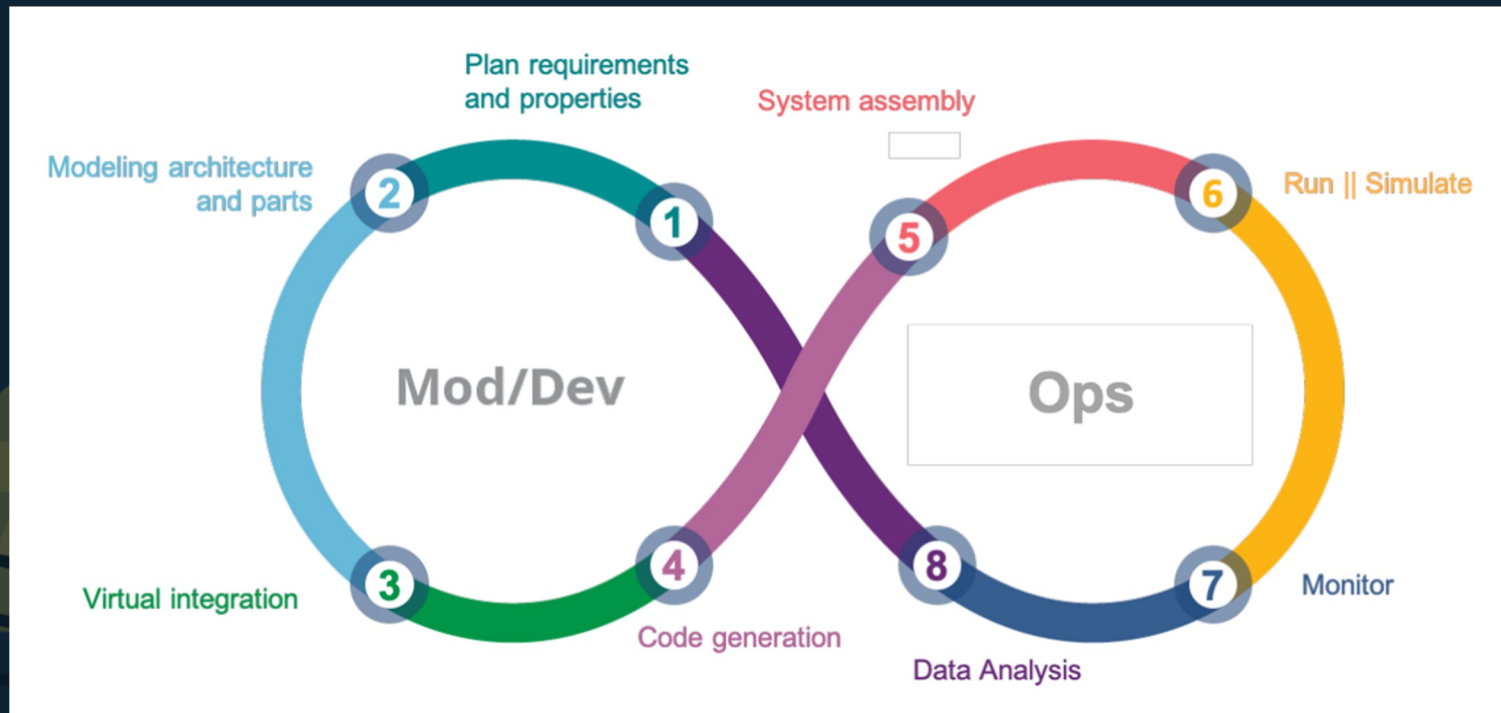 Plan requirements
and properties
System assembly
Modeling architecture
and parts
2
1
5
6
Run || Simulate
Mod/Dev
Ops
3
4
8
7
Virtual integration
Monitor
Code generation
Data Analysis